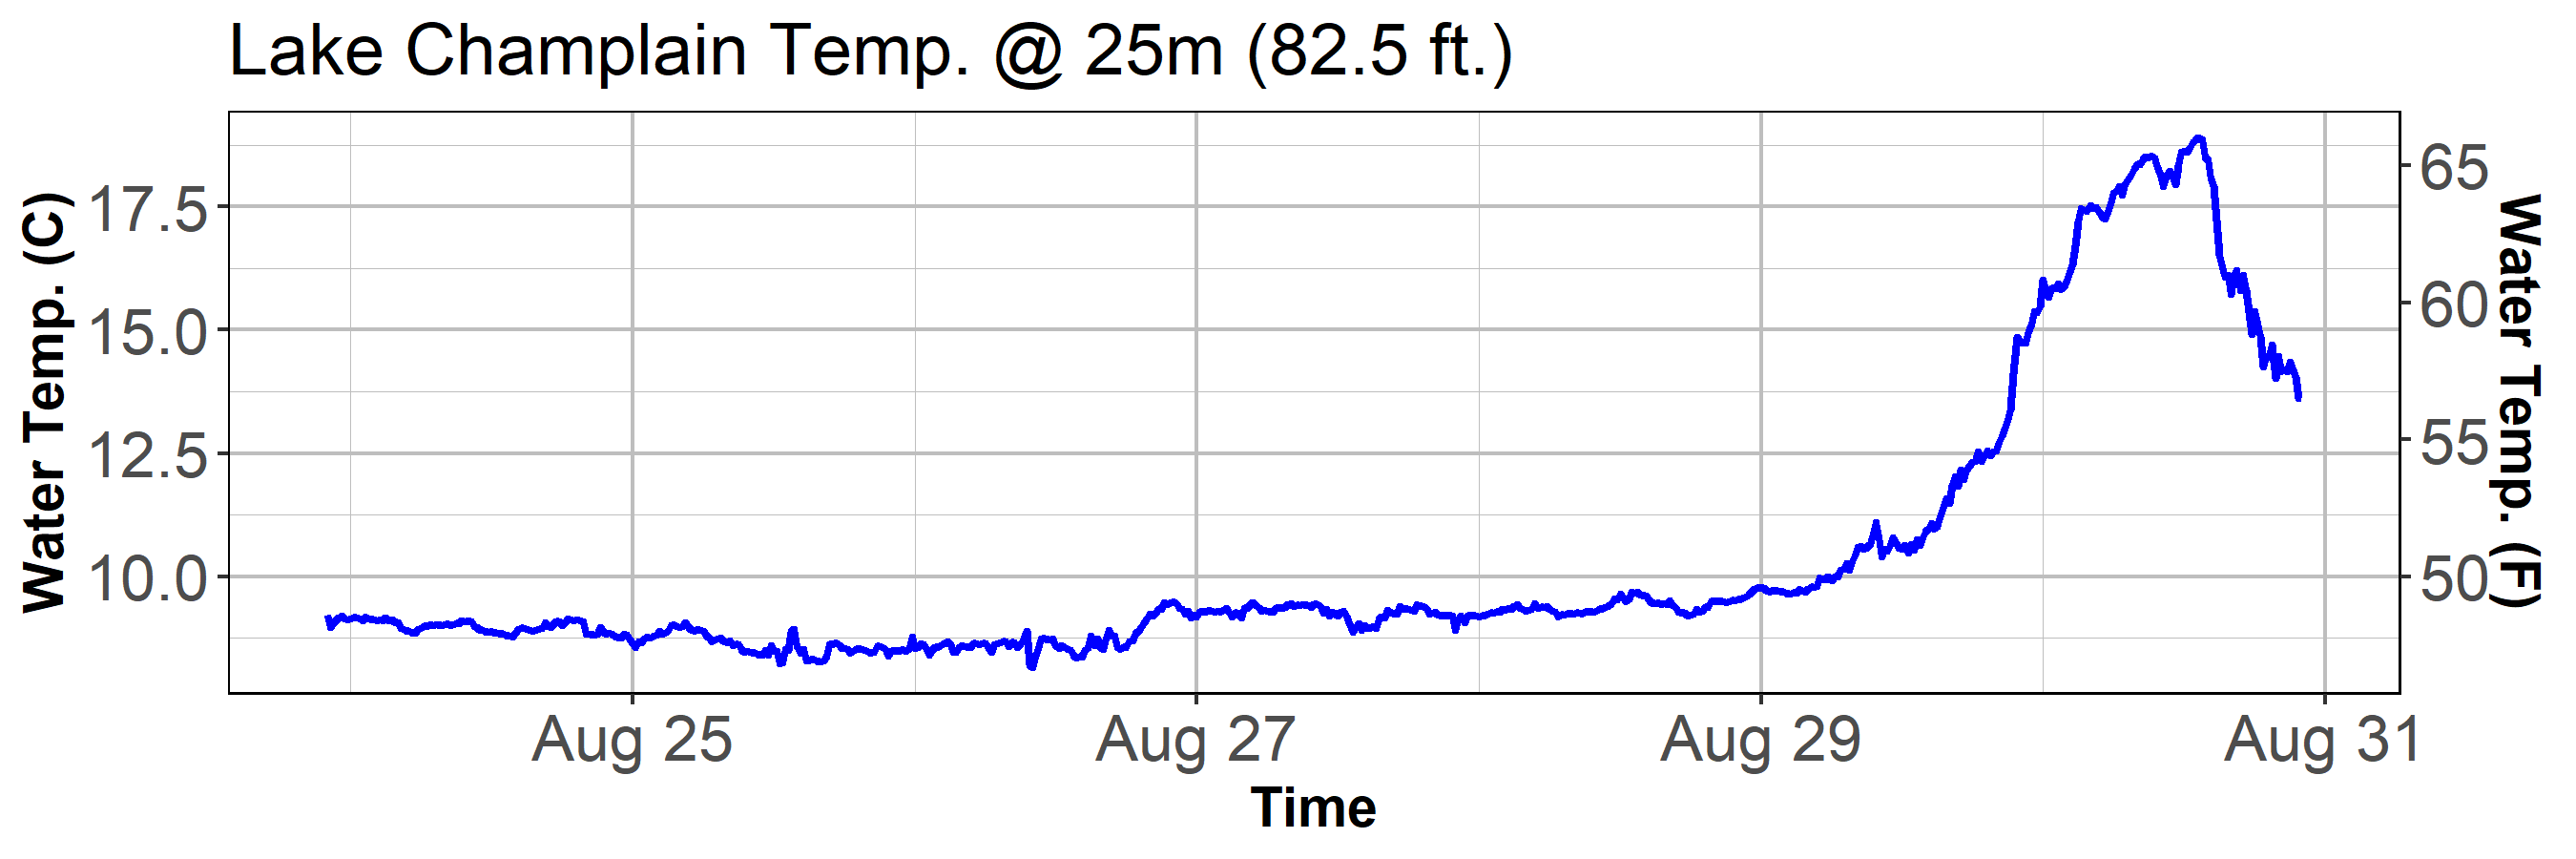 Lake Champlain Temp. @ 25m (82.5 ft.)
Water Temp. (C)
17.5
15.0
12.5
10.0
65
60
55
50
Water Temp. (F)
Aug 25 Aug 27 Aug 29 Aug 31
Time